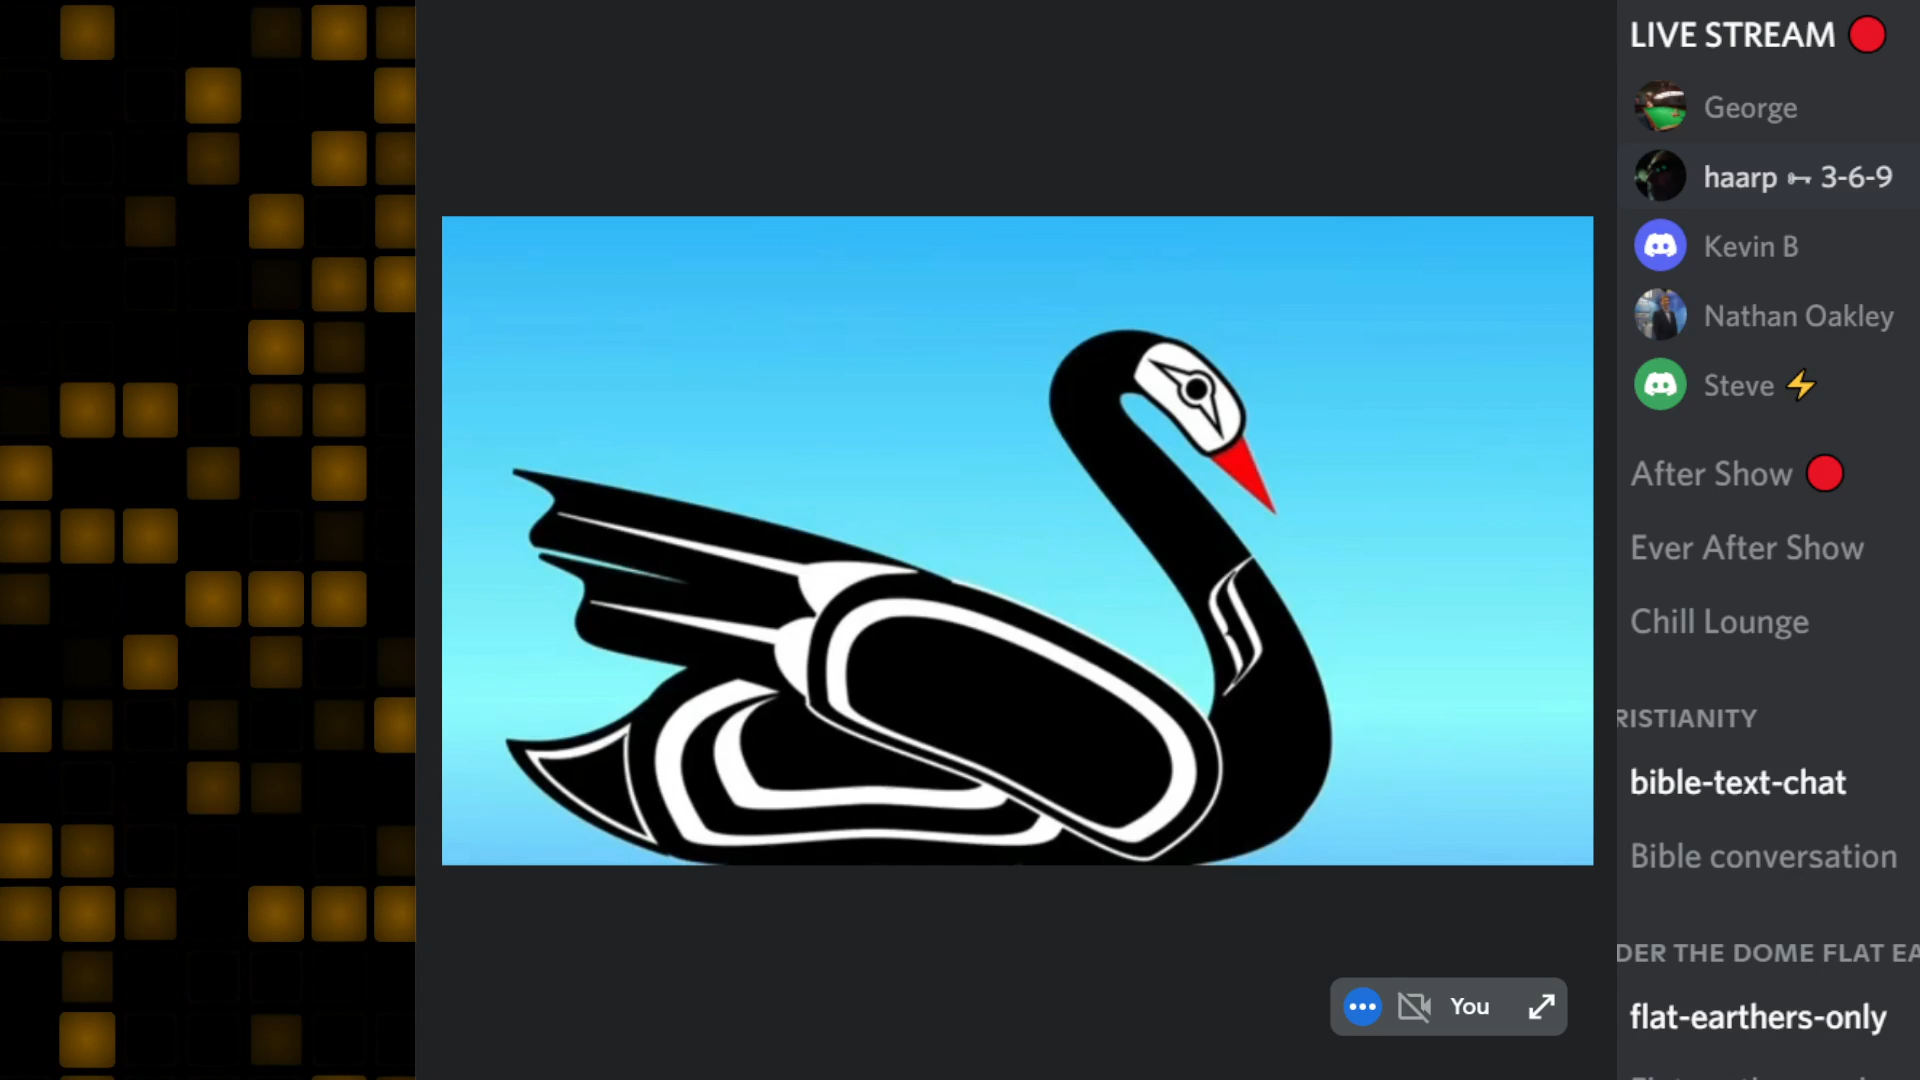 LIVE STREAM
George
haarp 3-6-9
Kevin B
Nathan Oakley
Steve
After Show
Ever After Show
Chill Lounge
RISTIANITY
bible-text-chat
Bible conversation
DER THE DOME FLAT EA
flat-earthers-only
You